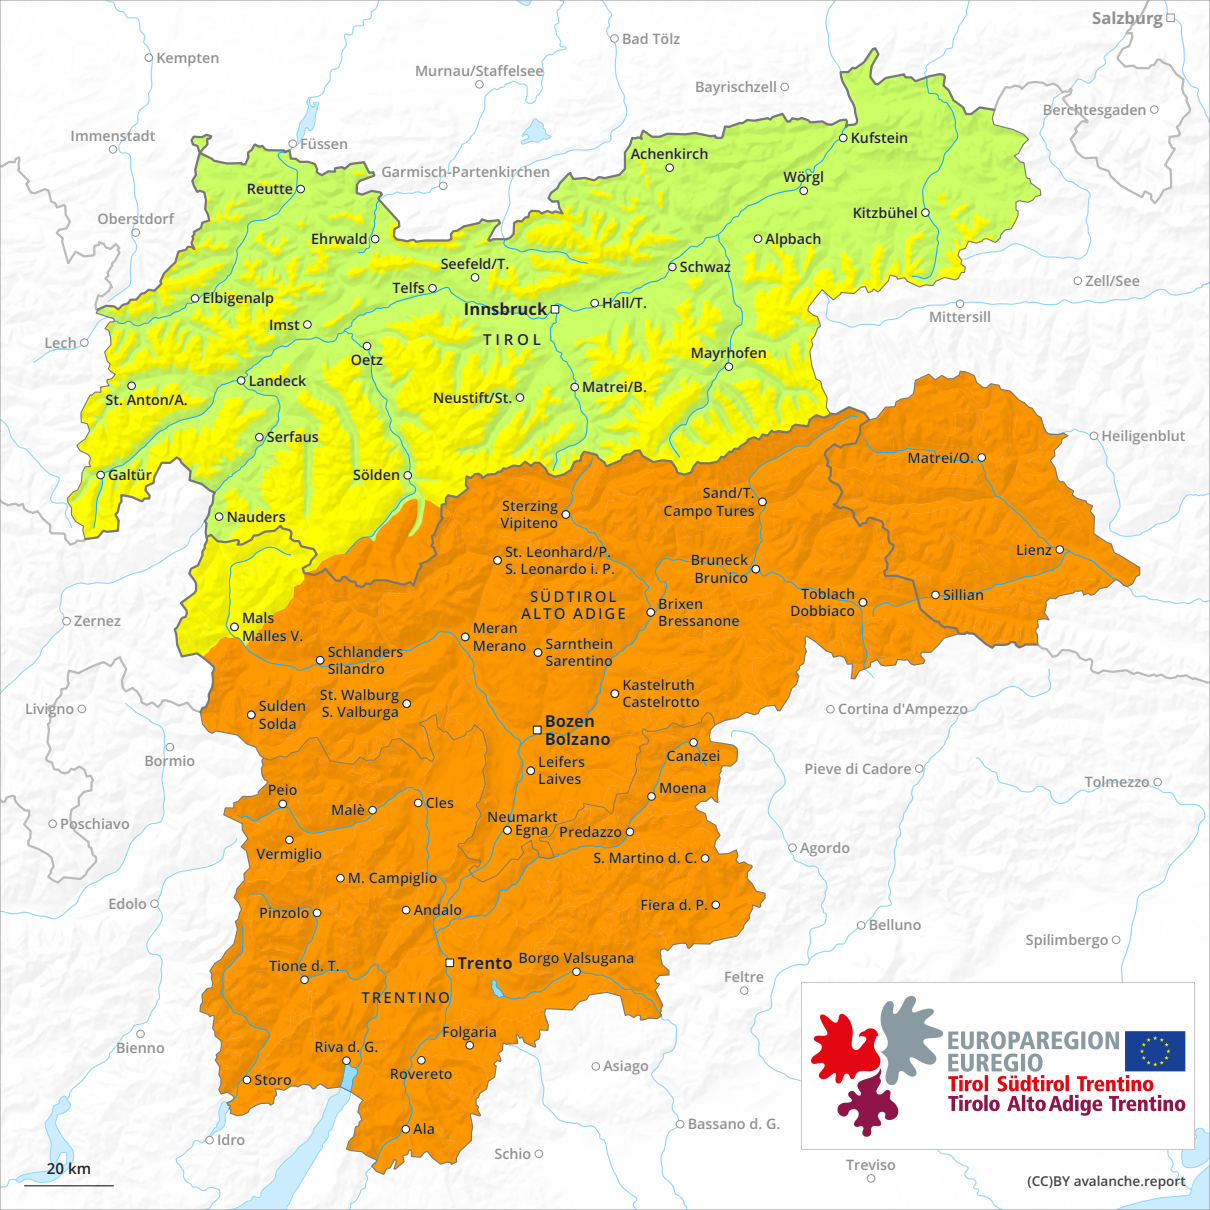 Salzburg
Bad Tölz
Kempten
Murnau/Staffelsee
Bayrischzell
Berchtesgaden
Immenstadt
Füssen
Kufstein
Achenkirch
Garmisch-Partenkirchen
Wörgl
Reutte
Oberstdorf
Kitzbühel
Ehrwald
Alpbach
Seefeld/T.
Schwaz
Zell/See
Telfs
Elbigenalp
Hall/T.
Innsbruck
Mittersill
Imst
TIROL
Lech
Oetz
Mayrhofen
Landeck
Matrei/B.
St. Anton/A.
Neustift/St.
Serfaus
Heiligenblut
Matrei/O.
Galtür
Sölden
Sand/T.
Campo Tures
Sterzing
Vipiteno
Nauders
St. Leonhard/P.
S. Leonardo i. P.
Lienz
Bruneck
Brunico
SÜDTIROL
ALTO ADIGE
Toblach
Dobbiaco
Sillian
Brixen
Bressanone
Zernez
Mals
Malles V.
Meran
Merano
Sarnthein
Sarentino
Schlanders
Silandro
Kastelruth
Castelrotto
St. Walburg
S. Valburga
Livigno
Sulden
Solda
Cortina d'Ampezzo
Bozen
Bolzano
Bormio
Canazei
Leifers
Laives
Pieve di Cadore
Tolmezzo
Peio
Moena
Malè
Cles
Poschiavo
Neumarkt
Egna
Predazzo
Vermiglio
S. Martino d. C.
Agordo
M. Campiglio
Edolo
Pinzolo
Andalo
Fiera d. P.
Belluno
Spilimbergo
Trento
Borgo Valsugana
Tione d. T.
Feltre
TRENTINO
Folgaria
Bienno
Riva d. G.
Rovereto
Asiago
Storo
EUROPAREGION
EUREGIO
Tirol Südtirol Trentino
Tirolo Alto Adige Trentino
Ala
Bassano d. G.
Idro
Schio
Treviso
20 km
(CC)BY avalanche.report